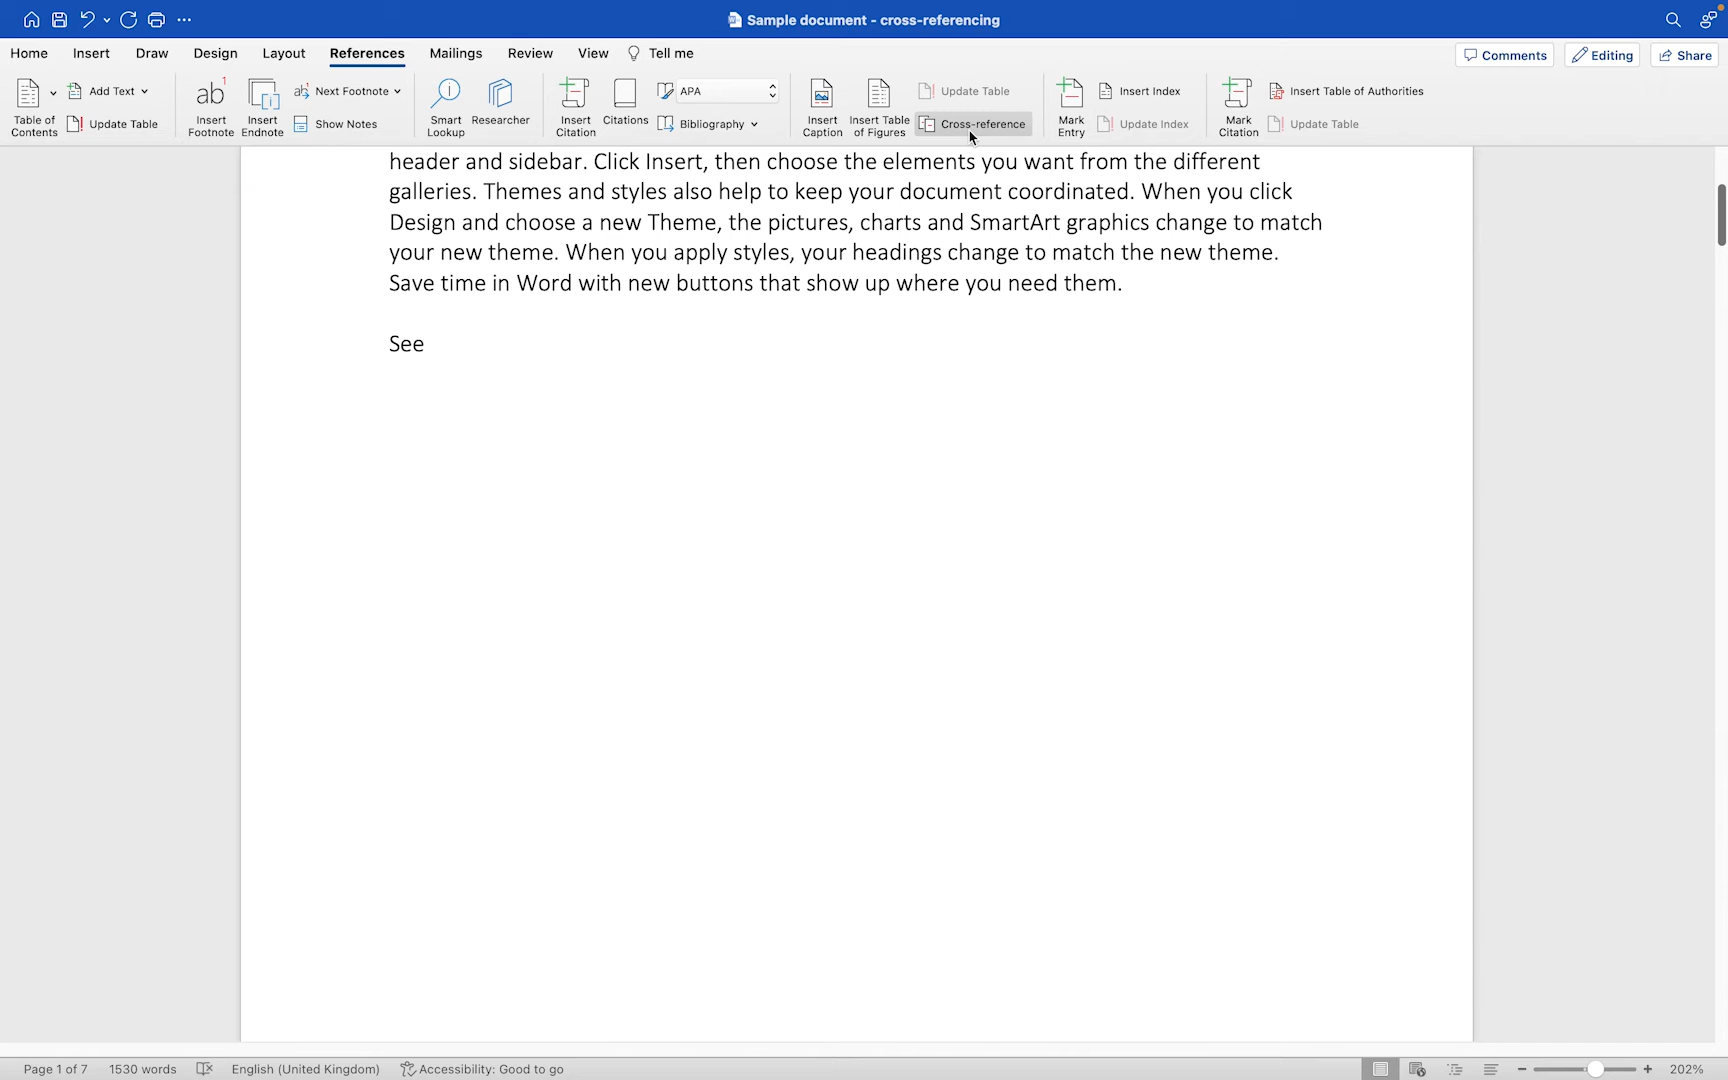 Sample document - cross-referencing
Home Insert Draw Design Layout References Mailings Review View Tell me Comments Editing Share
Table of Contents
Add Text
Update Table
ab 1
Insert Footnote
Insert Endnote
ab Next Footnote
Show Notes
Smart Lookup
Researcher
Insert Citation
Citations
APA
Bibliography
Insert Caption
Insert Table of Figures
Update Table
Cross-reference
Mark Entry
Insert Index
Update Index
Mark Citation
Insert Table of Authorities
Update Table
header and sidebar. Click Insert, then choose the elements you want from the different
galleries. Themes and styles also help to keep your document coordinated. When you click
Design and choose a new Theme, the pictures, charts and SmartArt graphics change to match
your new theme. When you apply styles, your headings change to match the new theme.
Save time in Word with new buttons that show up where you need them.
See
Page 1 of 7 1530 words English (United Kingdom) Accessibility: Good to go 202%